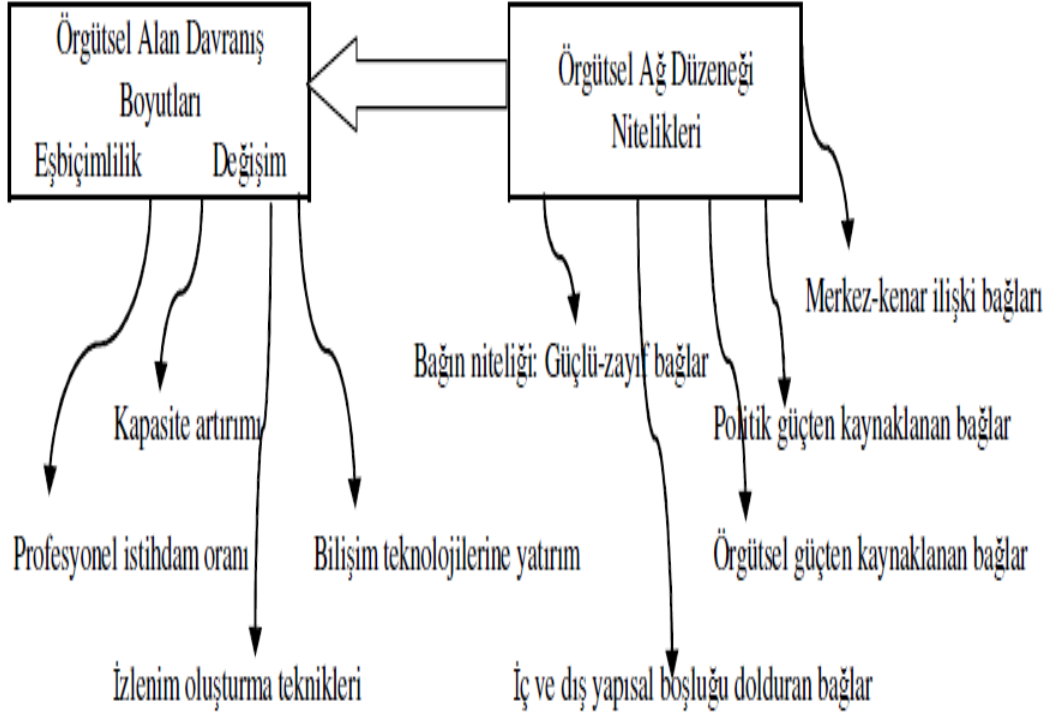 Örgütsel Alan Davranış
Boyutları
Eşbiçimlilik Değişim
Örgütsel Ağ Düzeneği
Nitelikleri
Merkez-kenar ilişki bağları
Bağın niteliği: Güçlü-zayıf bağlar
Kapasite artırımı
Politik güçten kaynaklanan bağlar
Profesyonel istihdam oranı
Bilişim teknolojilerine yatırım
Örgütsel güçten kaynaklanan bağlar
İzlenim oluşturma teknikleri
İç ve dış yapısal boşluğu dolduran bağlar